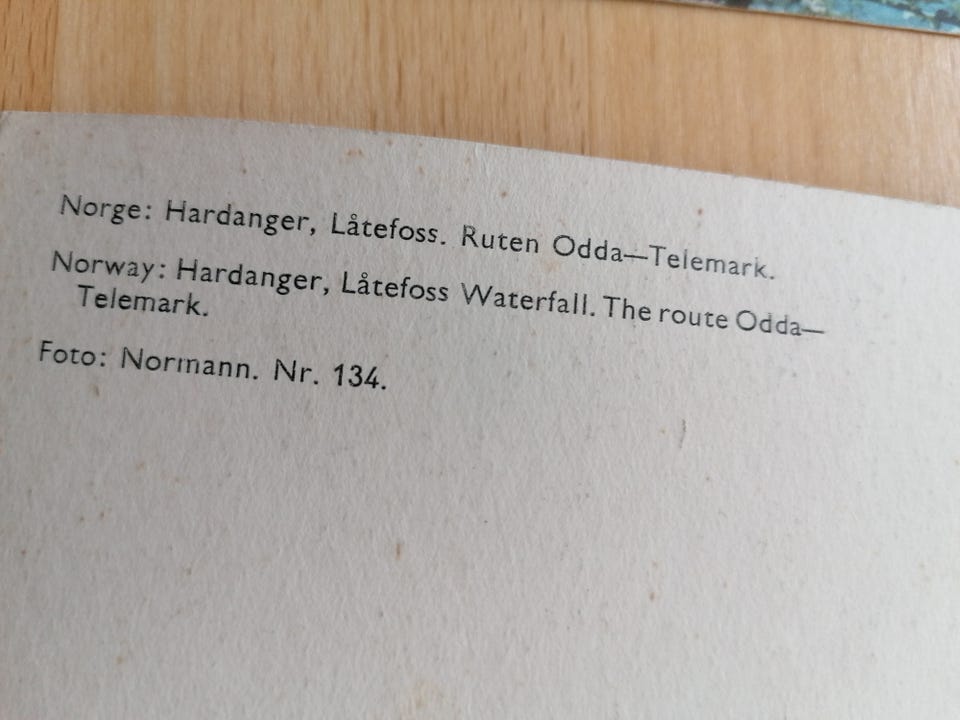 Norge: Hardanger, Låtefoss. Ruten Odda—Telemark.
Norway: Hardanger, Låtefoss Waterfall. The route Odda—
Telemark.
Foto: Normann. Nr. 134.